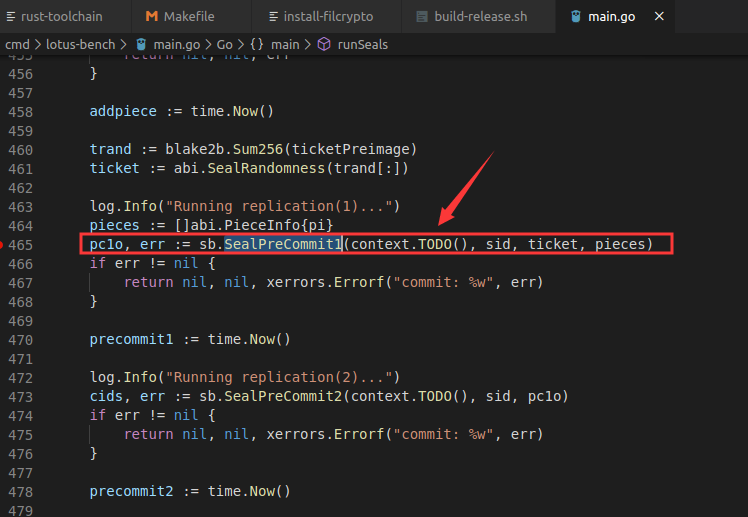 rust-toolchain Makefile install-filcrypto build-release.sh main.go
cmd > lotus-bench > main.go > Go > {} main > runSeals
455 return nil, nil, err
456 }
457
458 addpiece := time.Now()
459
460 trand := blake2b.Sum256(ticketPreimage)
461 ticket := abi.SealRandomness(trand[:])
462
463 log.Info("Running replication(1)...")
464 pieces := []abi.PieceInfo{pi}
465 pc1o, err := sb.SealPreCommit1(context.TODO(), sid, ticket, pieces)
466 if err != nil {
467 return nil, nil, xerrors.Errorf("commit: %w", err)
468 }
469
470 precommit1 := time.Now()
471
472 log.Info("Running replication(2)...")
473 cids, err := sb.SealPreCommit2(context.TODO(), sid, pc1o)
474 if err != nil {
475 return nil, nil, xerrors.Errorf("commit: %w", err)
476 }
477
478 precommit2 := time.Now()
479